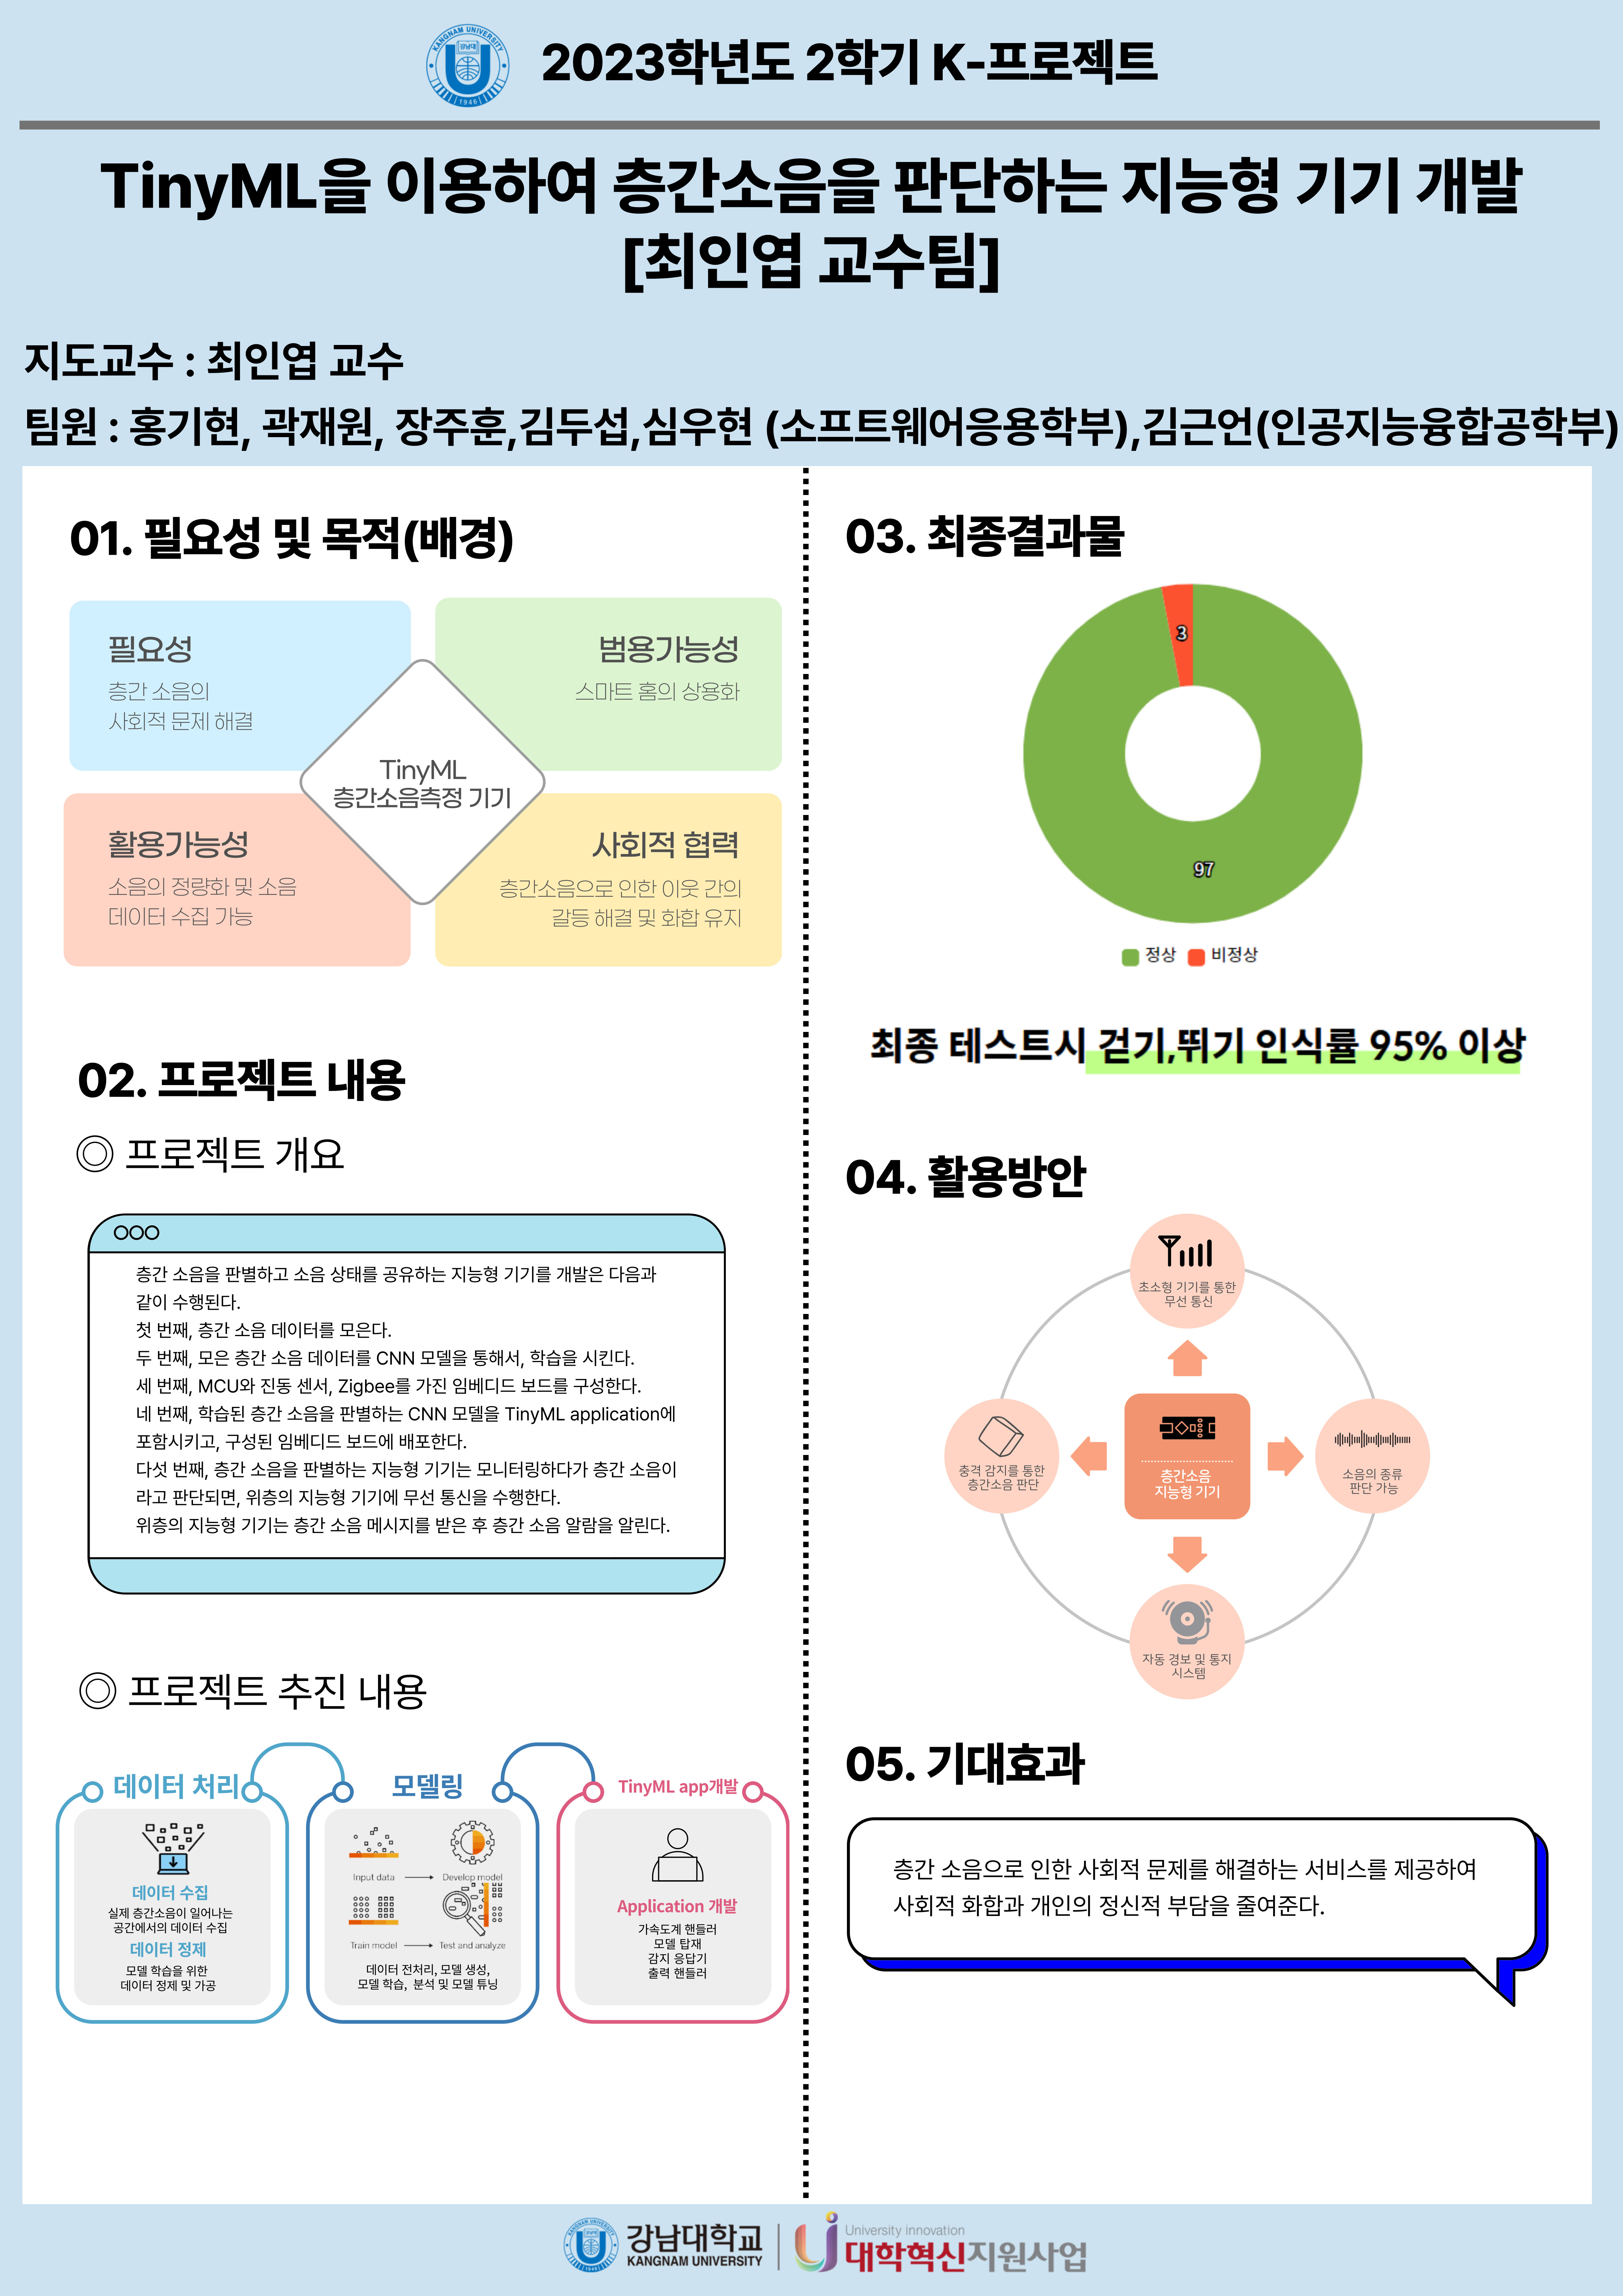 2023학년도 2학기 K-프로젝트
TinyML을 이용하여 층간소음을 판단하는 지능형 기기 개발
[최인엽 교수팀]
지도교수 : 최인엽 교수
팀원 : 홍기현, 곽재원, 장주훈,김두섭,심우현 (소프트웨어응용학부),김근언(인공지능융합공학부)
01. 필요성 및 목적(배경)
필요성
층간 소음의
사회적 문제 해결
범용가능성
스마트 홈의 상용화
TinyML
층간소음측정 기기
활용가능성
소음의 정량화 및 소음
데이터 수집 가능
사회적 협력
층간소음으로 인한 이웃 간의
갈등 해결 및 화합 유지
02. 프로젝트 내용
◎ 프로젝트 개요
층간 소음을 판별하고 소음 상태를 공유하는 지능형 기기를 개발은 다음과
같이 수행된다.
첫 번째, 층간 소음 데이터를 모은다.
두 번째, 모은 층간 소음 데이터를 CNN 모델을 통해서, 학습을 시킨다.
세 번째, MCU와 진동 센서, Zigbee를 가진 임베디드 보드를 구성한다.
네 번째, 학습된 층간 소음을 판별하는 CNN 모델을 TinyML application에
포함시키고, 구성된 임베디드 보드에 배포한다.
다섯 번째, 층간 소음을 판별하는 지능형 기기는 모니터링하다가 층간 소음이
라고 판단되면, 위층의 지능형 기기에 무선 통신을 수행한다.
위층의 지능형 기기는 층간 소음 메시지를 받은 후 층간 소음 알람을 알린다.
◎ 프로젝트 추진 내용
데이터 처리
데이터 수집
실제 층간소음이 일어나는
공간에서의 데이터 수집
데이터 정제
모델 학습을 위한
데이터 정제 및 가공
모델링
Input data
Develop model
Train model
Test and analyze
데이터 전처리, 모델 생성,
모델 학습, 분석 및 모델 튜닝
TinyML app개발
Application 개발
가속도계 핸들러
모델 탑재
감지 응답기
출력 핸들러
03. 최종결과물
3
97
정상
비정상
최종 테스트시 걷기,뛰기 인식률 95% 이상
04. 활용방안
초소형 기기를 통한
무선 통신
충격 감지를 통한
층간소음 판단
층간소음
지능형 기기
소음의 종류
판단 가능
자동 경보 및 통지
시스템
05. 기대효과
층간 소음으로 인한 사회적 문제를 해결하는 서비스를 제공하여
사회적 화합과 개인의 정신적 부담을 줄여준다.
강남대학교
KANGNAM UNIVERSITY
University innovation
대학혁신지원사업